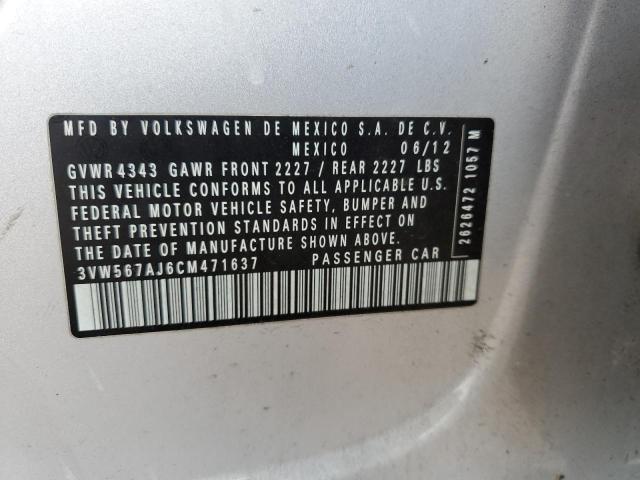 MFD BY VOLKSWAGEN DE MEXICO S.A. DE C.V.
MEXICO 06/12
GVWR 4343 GAWR FRONT 2227 / REAR 2227 LBS
THIS VEHICLE CONFORMS TO ALL APPLICABLE U.S.
FEDERAL MOTOR VEHICLE SAFETY, BUMPER AND
THEFT PREVENTION STANDARDS IN EFFECT ON
THE DATE OF MANUFACTURE SHOWN ABOVE.
3VW567AJ6CM471637 PASSENGER CAR
2626472 1057 M